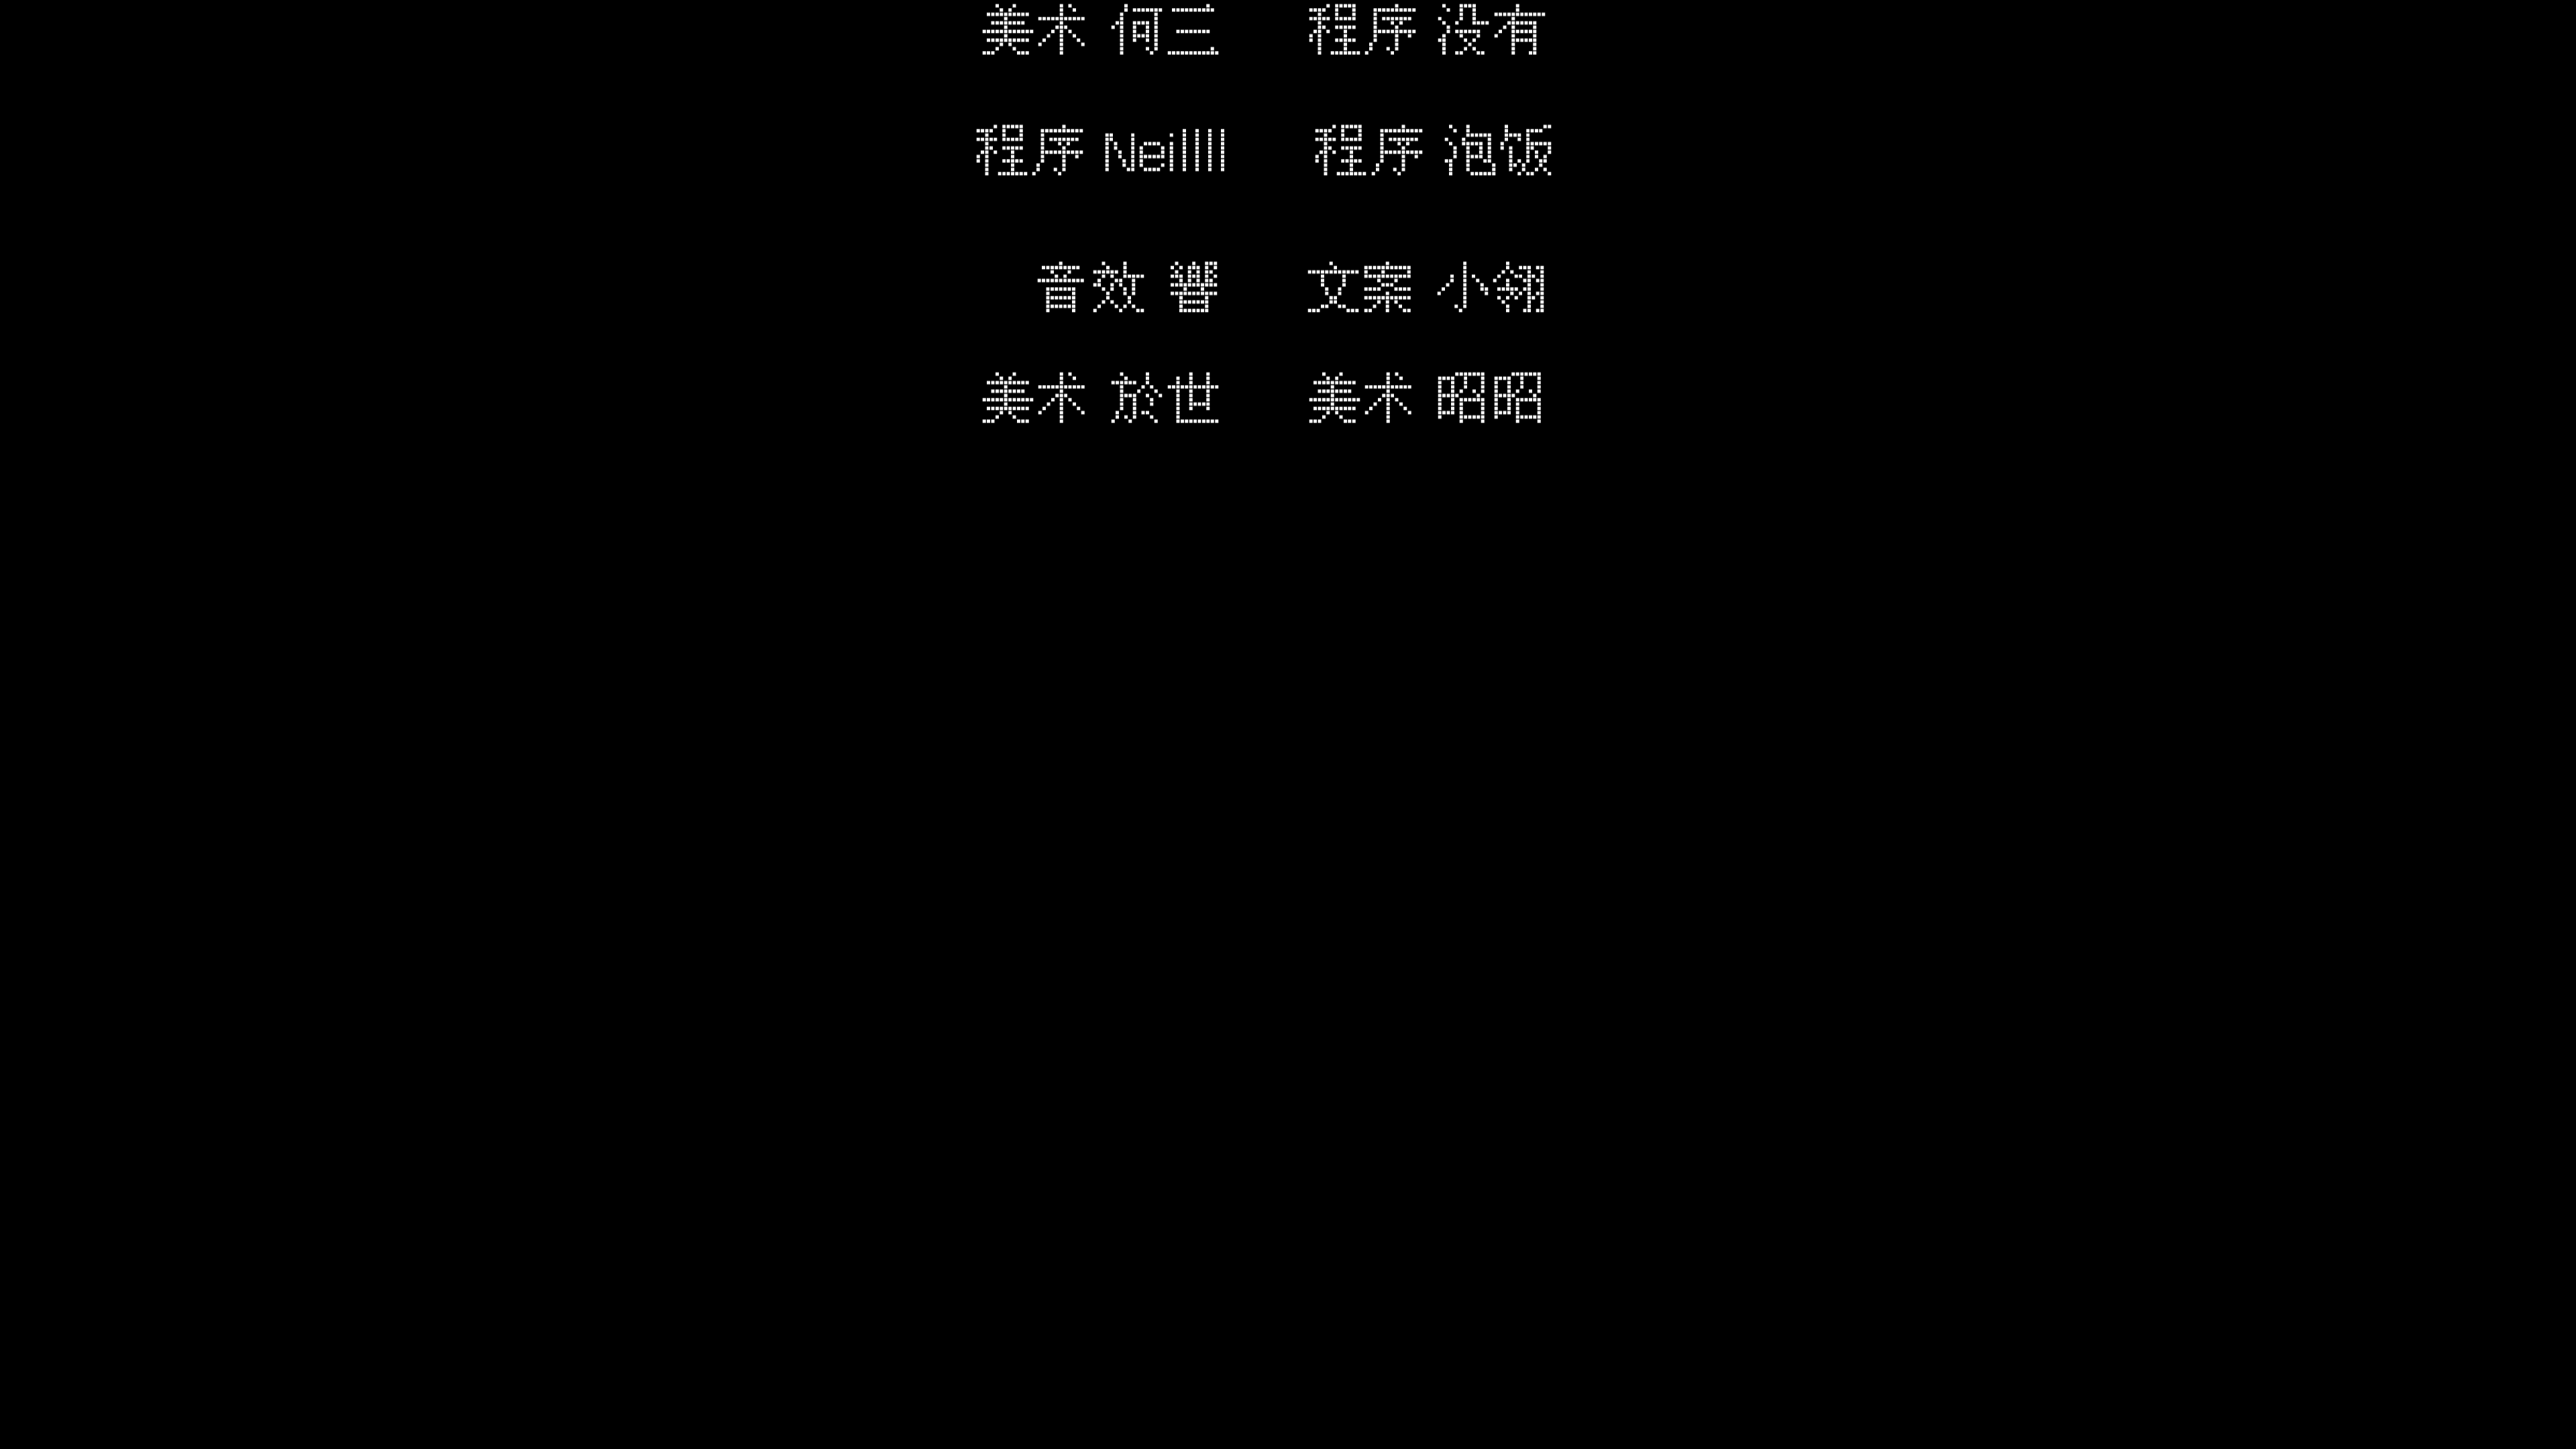 美术 何三 程序 没有
程序 Neillll 程序 泡饭
音效 響 文案 小翎
美术 於世 美术 昭昭